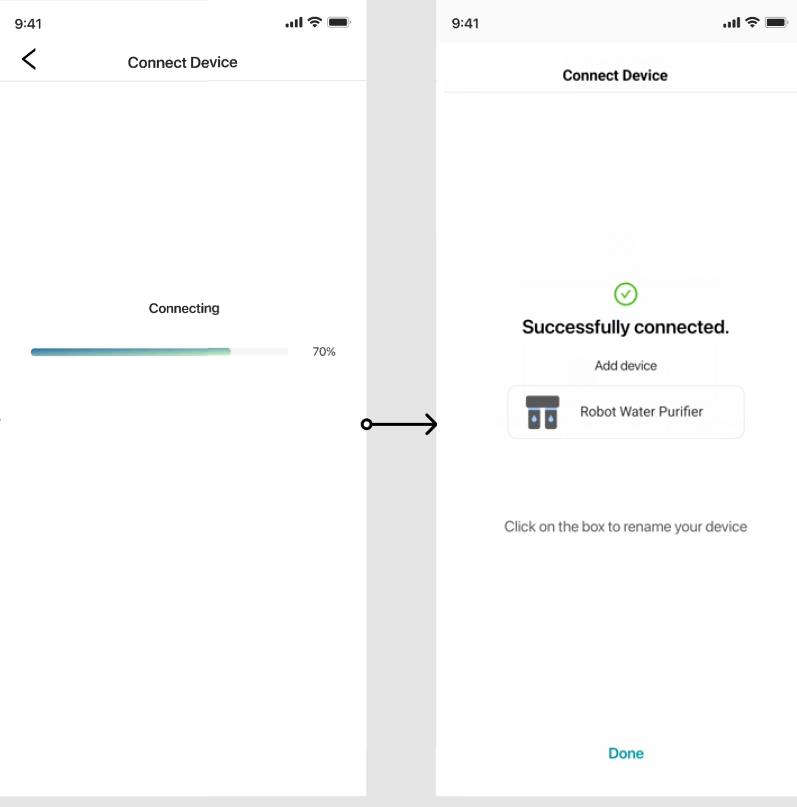 9:41
Connect Device
Connecting
70%
9:41
Connect Device
Successfully connected.
Add device
Robot Water Purifier
Click on the box to rename your device
Done